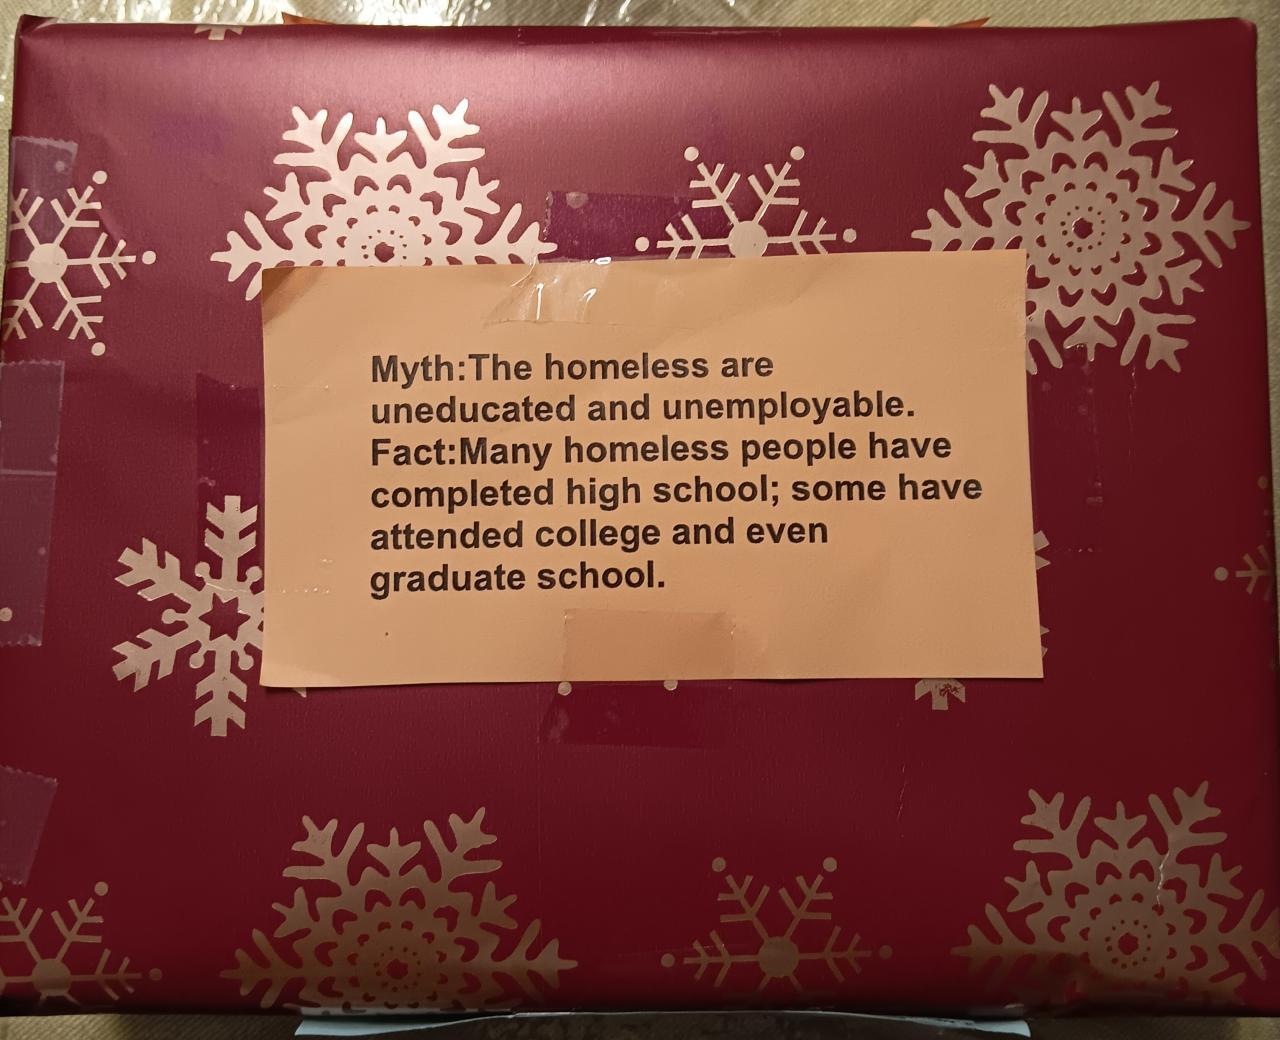 Myth:The homeless are
uneducated and unemployable.
Fact:Many homeless people have
completed high school; some have
attended college and even
graduate school.